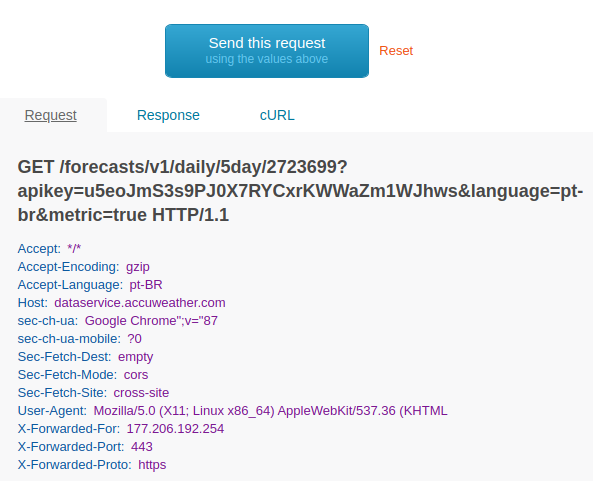 Send this request
using the values above
Reset
Request
Response
cURL
GET /forecasts/v1/daily/5day/2723699?
apikey=u5eoJmS3s9PJ0X7RYCxrKWWaZm1WJhws&language=pt-
br&metric=true HTTP/1.1
Accept: */*
Accept-Encoding: gzip
Accept-Language: pt-BR
Host: dataservice.accuweather.com
sec-ch-ua: Google Chrome";v="87
sec-ch-ua-mobile: ?0
Sec-Fetch-Dest: empty
Sec-Fetch-Mode: cors
Sec-Fetch-Site: cross-site
User-Agent: Mozilla/5.0 (X11; Linux x86_64) AppleWebKit/537.36 (KHTML
X-Forwarded-For: 177.206.192.254
X-Forwarded-Port: 443
X-Forwarded-Proto: https